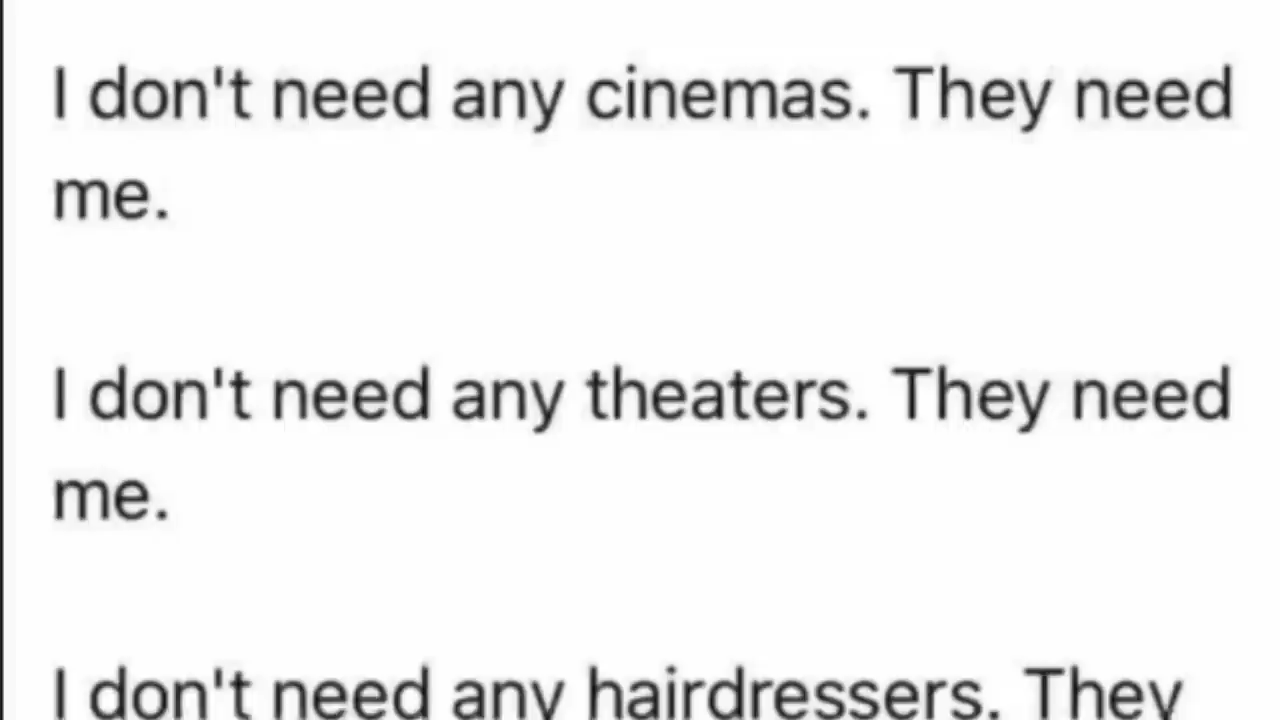 I don't need any cinemas. They need
me.
I don't need any theaters. They need
me.
I don't need any hairdressers. They